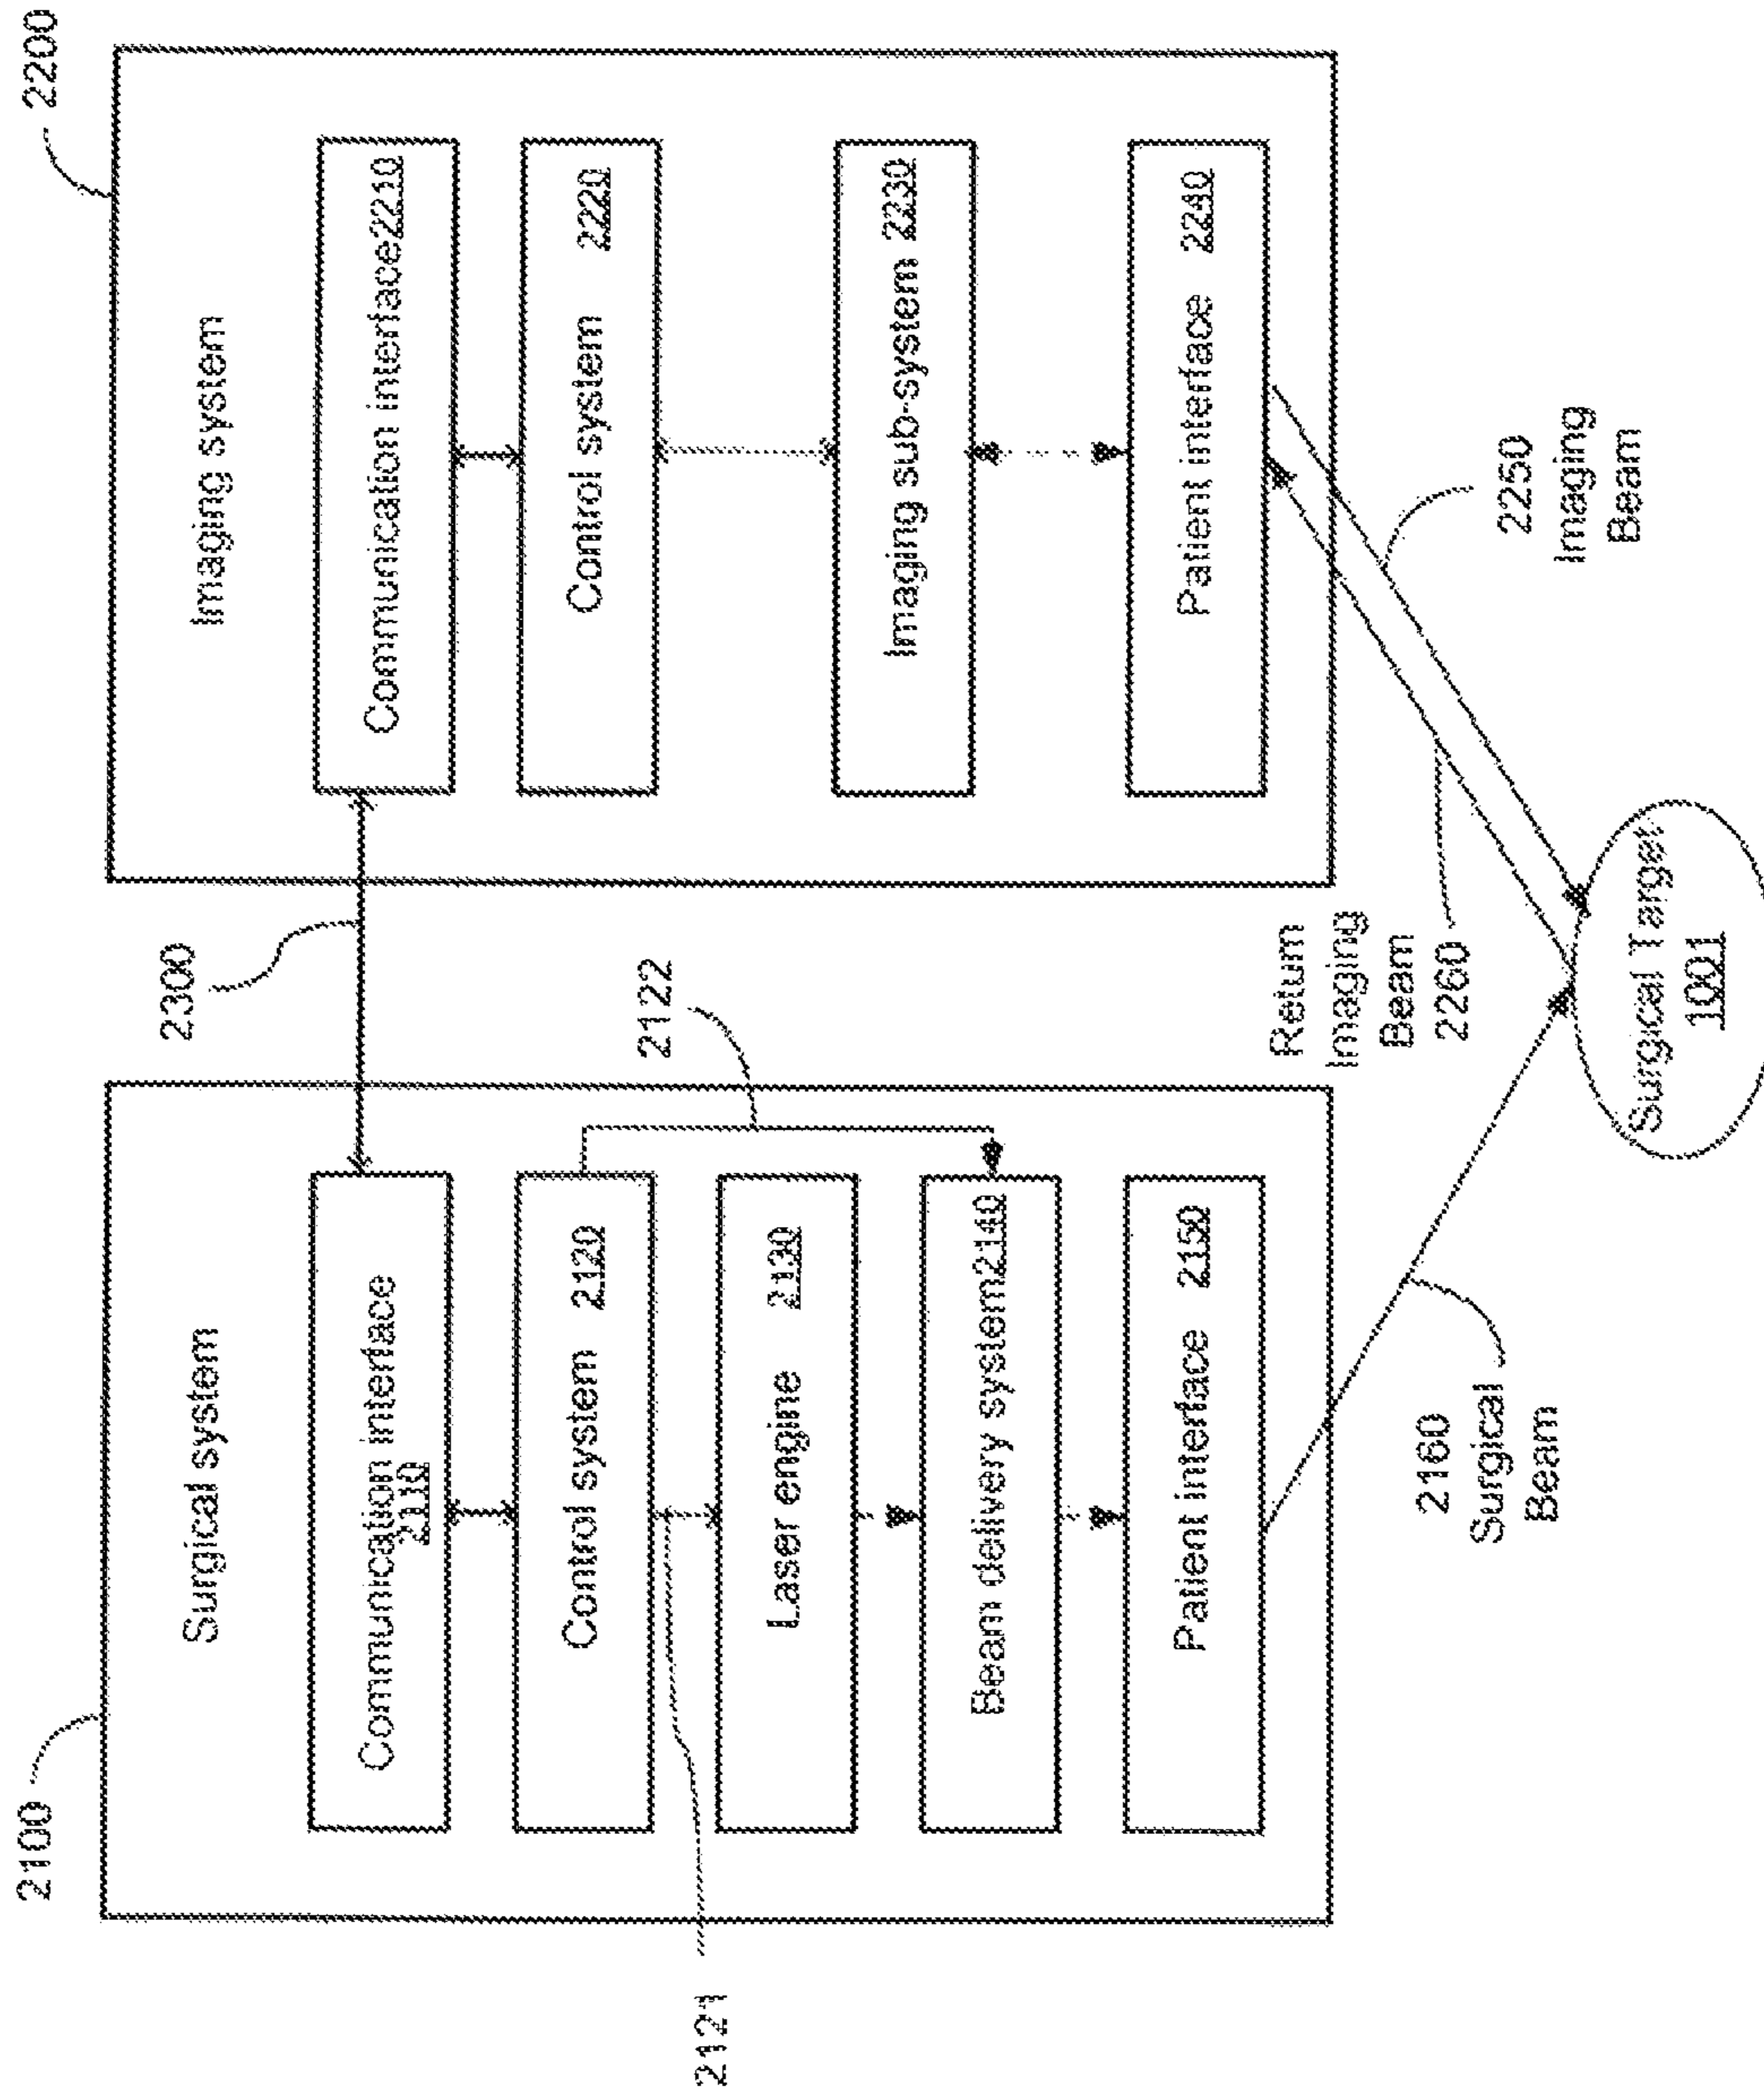 2100
Surgical system
Communication interface
2110
Control system 2120
Laser engine 2130
Beam delivery system2140
Patient interface 2150
2121
2122
2160
Surgical
Beam
2300
2200
Imaging system
Communication interface2210
Control system 2220
Imaging sub-system 2230
Patient interface 2240
Return
Imaging
Beam
2260
2250
Imaging
Beam
Surgical Target
1001